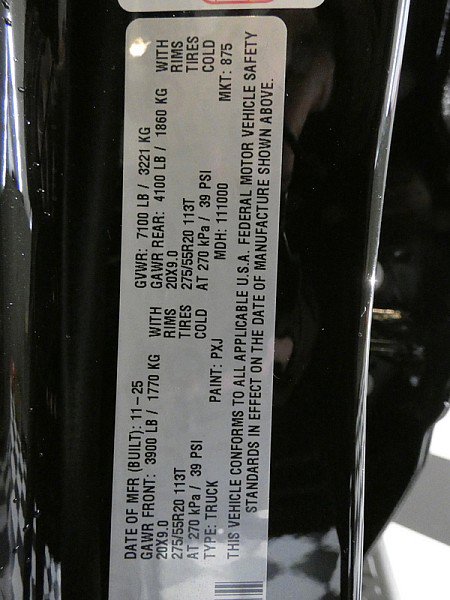 DATE OF MFR (BUILT): 11-25 GVWR: 7100 LB / 3221 KG
GAWR FRONT: 3900 LB / 1770 KG WITH GAWR REAR: 4100 LB / 1860 KG WITH
20X9.0 RIMS 20X9.0 RIMS
275/55R20 113T TIRES 275/55R20 113T TIRES
AT 270 kPa / 39 PSI COLD AT 270 kPa / 39 PSI COLD
TYPE: TRUCK PAINT: PXJ MDH: 111000 MKT: 875
THIS VEHICLE CONFORMS TO ALL APPLICABLE U.S.A. FEDERAL MOTOR VEHICLE SAFETY
STANDARDS IN EFFECT ON THE DATE OF MANUFACTURE SHOWN ABOVE.